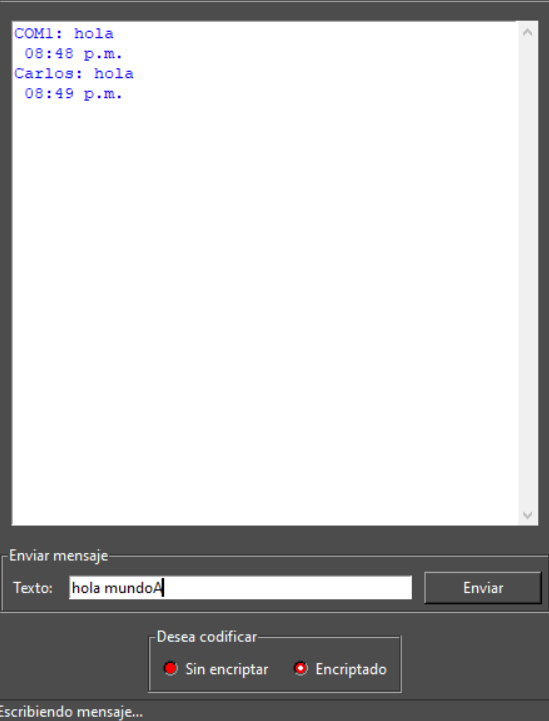 COM1: hola
08:48 p.m.
Carlos: hola
08:49 p.m.
Enviar mensaje
Texto: hola mundoA Enviar
Desea codificar
Sin encriptar Encriptado
Escribiendo mensaje...